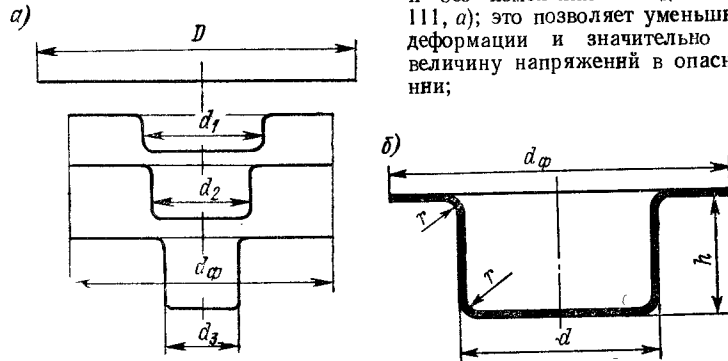 111, а); это позволяет уменьши
деформации и значительно
величину напряжений в опасн
нии;
а)
D
d₁
d₂
dф
d₃
б)
dф
r
r
h
d